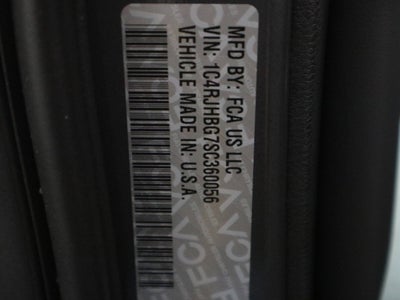 MFD BY: FCA US LLC
VIN: 1C4RJHBG7SC360056
VEHICLE MADE IN: U.S.A.